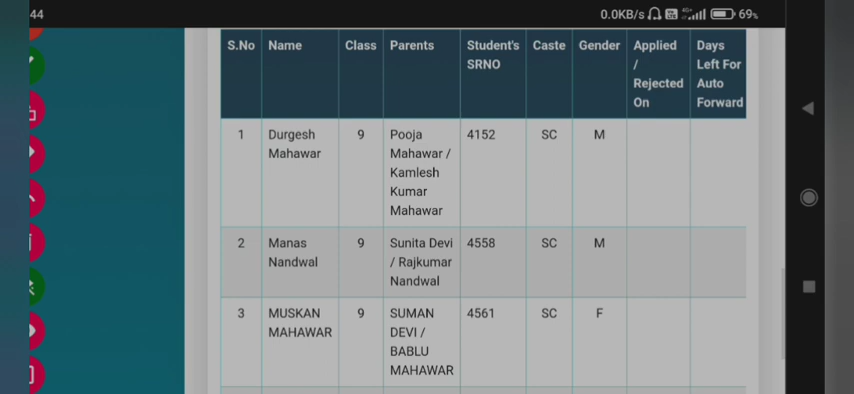 44 0.0KB/s 4G+ 69%
S.No Name Class Parents Student's SRNO Caste Gender Applied / Rejected On Days Left For Auto Forward
1 Durgesh Mahawar 9 Pooja Mahawar / Kamlesh Kumar Mahawar 4152 SC M
2 Manas Nandwal 9 Sunita Devi / Rajkumar Nandwal 4558 SC M
3 MUSKAN MAHAWAR 9 SUMAN DEVI / BABLU MAHAWAR 4561 SC F